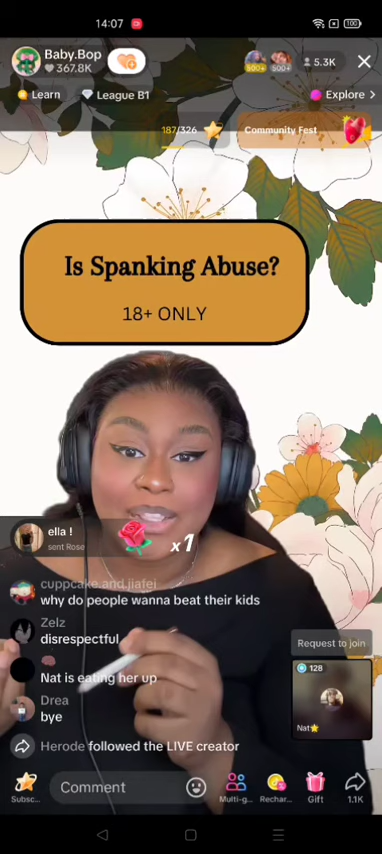 14:07
100
Baby.Bop
367.8K
500+
500+
5.3K
Learn
League B1
Explore >
187/326
Community Fest
Is Spanking Abuse?
18+ ONLY
ella !
sent Rose
x1
cuppcake.and.jiafei
why do people wanna beat their kids
Zelz
disrespectful
Request to join
128
Nat is eating her up
Drea
bye
Nat
Herode followed the LIVE creator
Subsc...
Comment
Multi-g...
Rechar...
Gift
1.1K